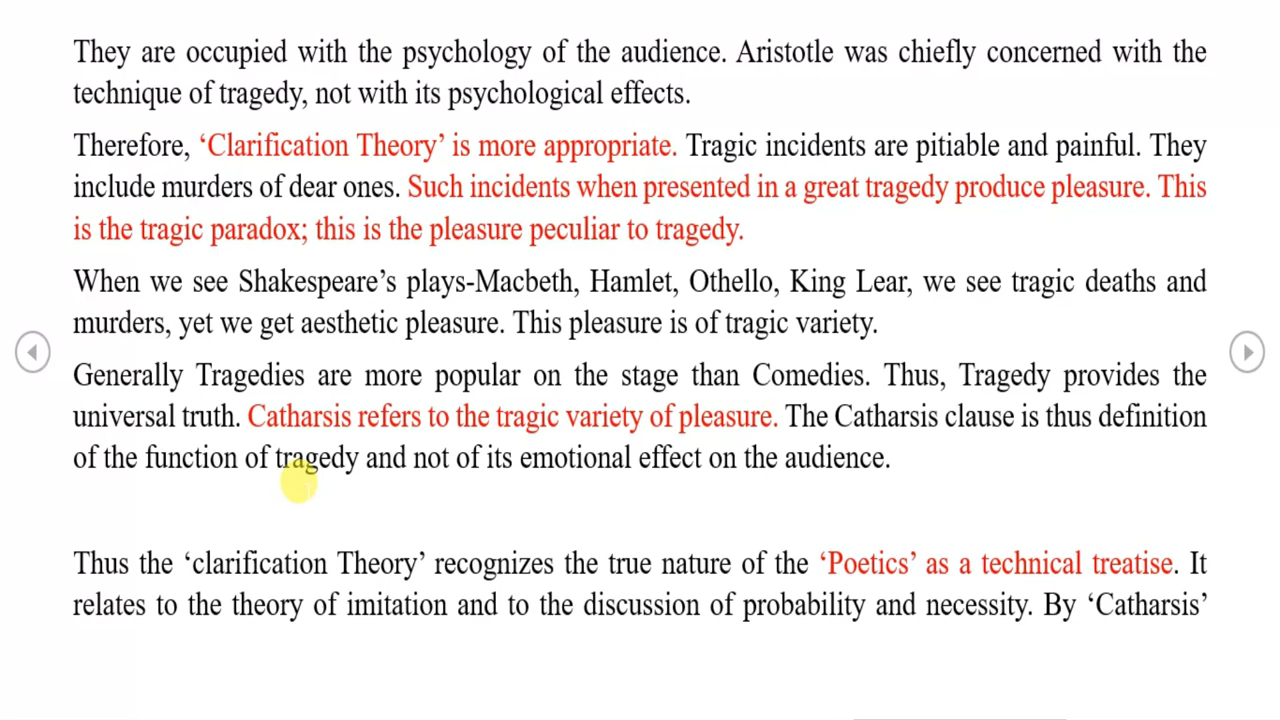 They are occupied with the psychology of the audience. Aristotle was chiefly concerned with the
technique of tragedy, not with its psychological effects.
Therefore, ‘Clarification Theory’ is more appropriate. Tragic incidents are pitiable and painful. They
include murders of dear ones. Such incidents when presented in a great tragedy produce pleasure. This
is the tragic paradox; this is the pleasure peculiar to tragedy.
When we see Shakespeare’s plays-Macbeth, Hamlet, Othello, King Lear, we see tragic deaths and
murders, yet we get aesthetic pleasure. This pleasure is of tragic variety.
Generally Tragedies are more popular on the stage than Comedies. Thus, Tragedy provides the
universal truth. Catharsis refers to the tragic variety of pleasure. The Catharsis clause is thus definition
of the function of tragedy and not of its emotional effect on the audience.
Thus the ‘clarification Theory’ recognizes the true nature of the ‘Poetics’ as a technical treatise. It
relates to the theory of imitation and to the discussion of probability and necessity. By ‘Catharsis’